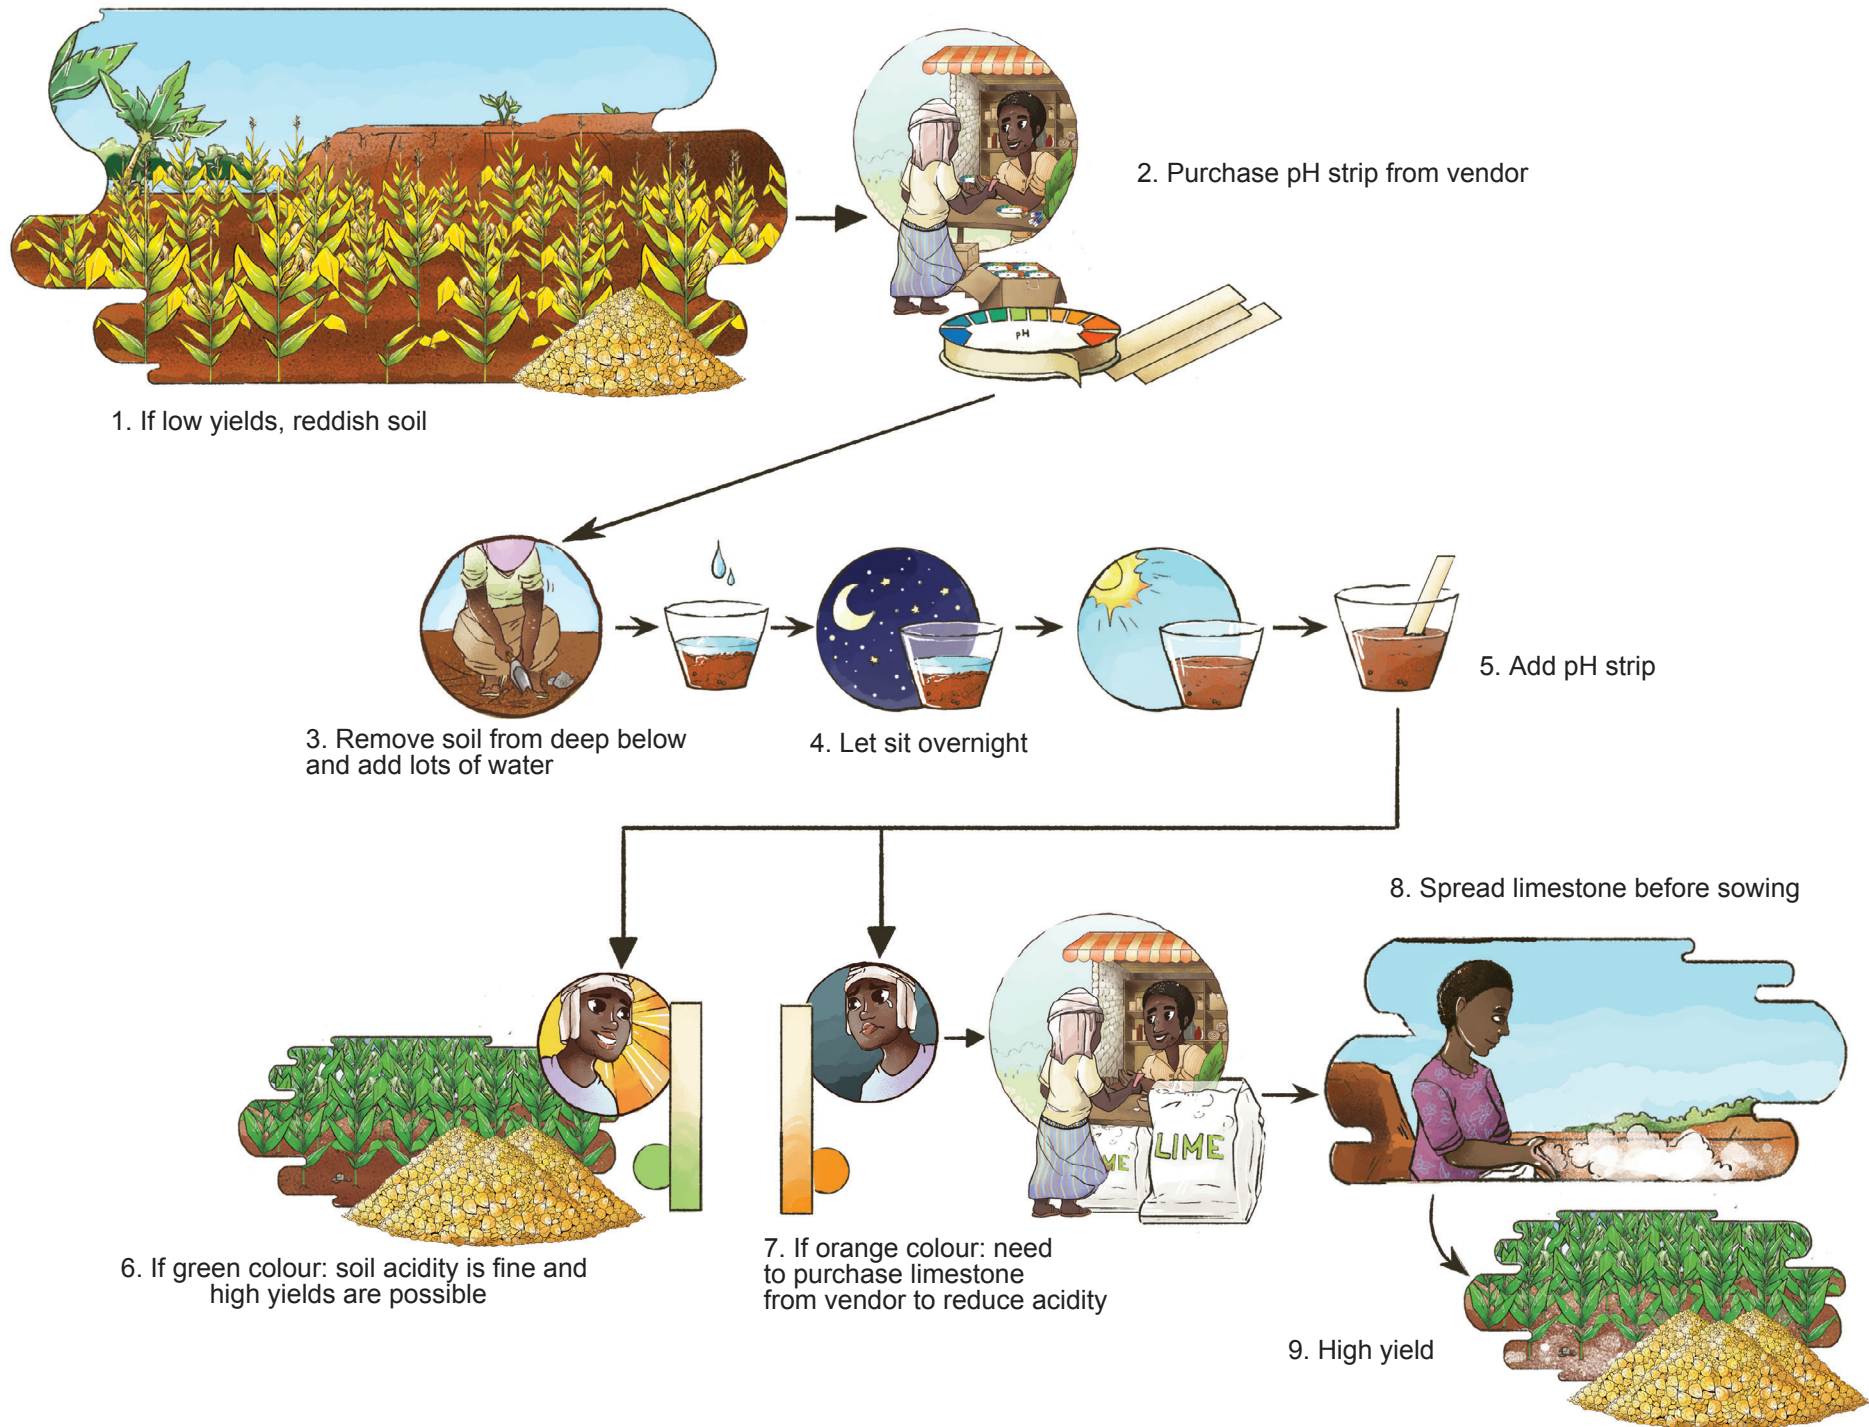 2. Purchase pH strip from vendor
pH
1. If low yields, reddish soil
5. Add pH strip
3. Remove soil from deep below
and add lots of water
4. Let sit overnight
8. Spread limestone before sowing
ME
LIME
6. If green colour: soil acidity is fine and
high yields are possible
7. If orange colour: need
to purchase limestone
from vendor to reduce acidity
9. High yield